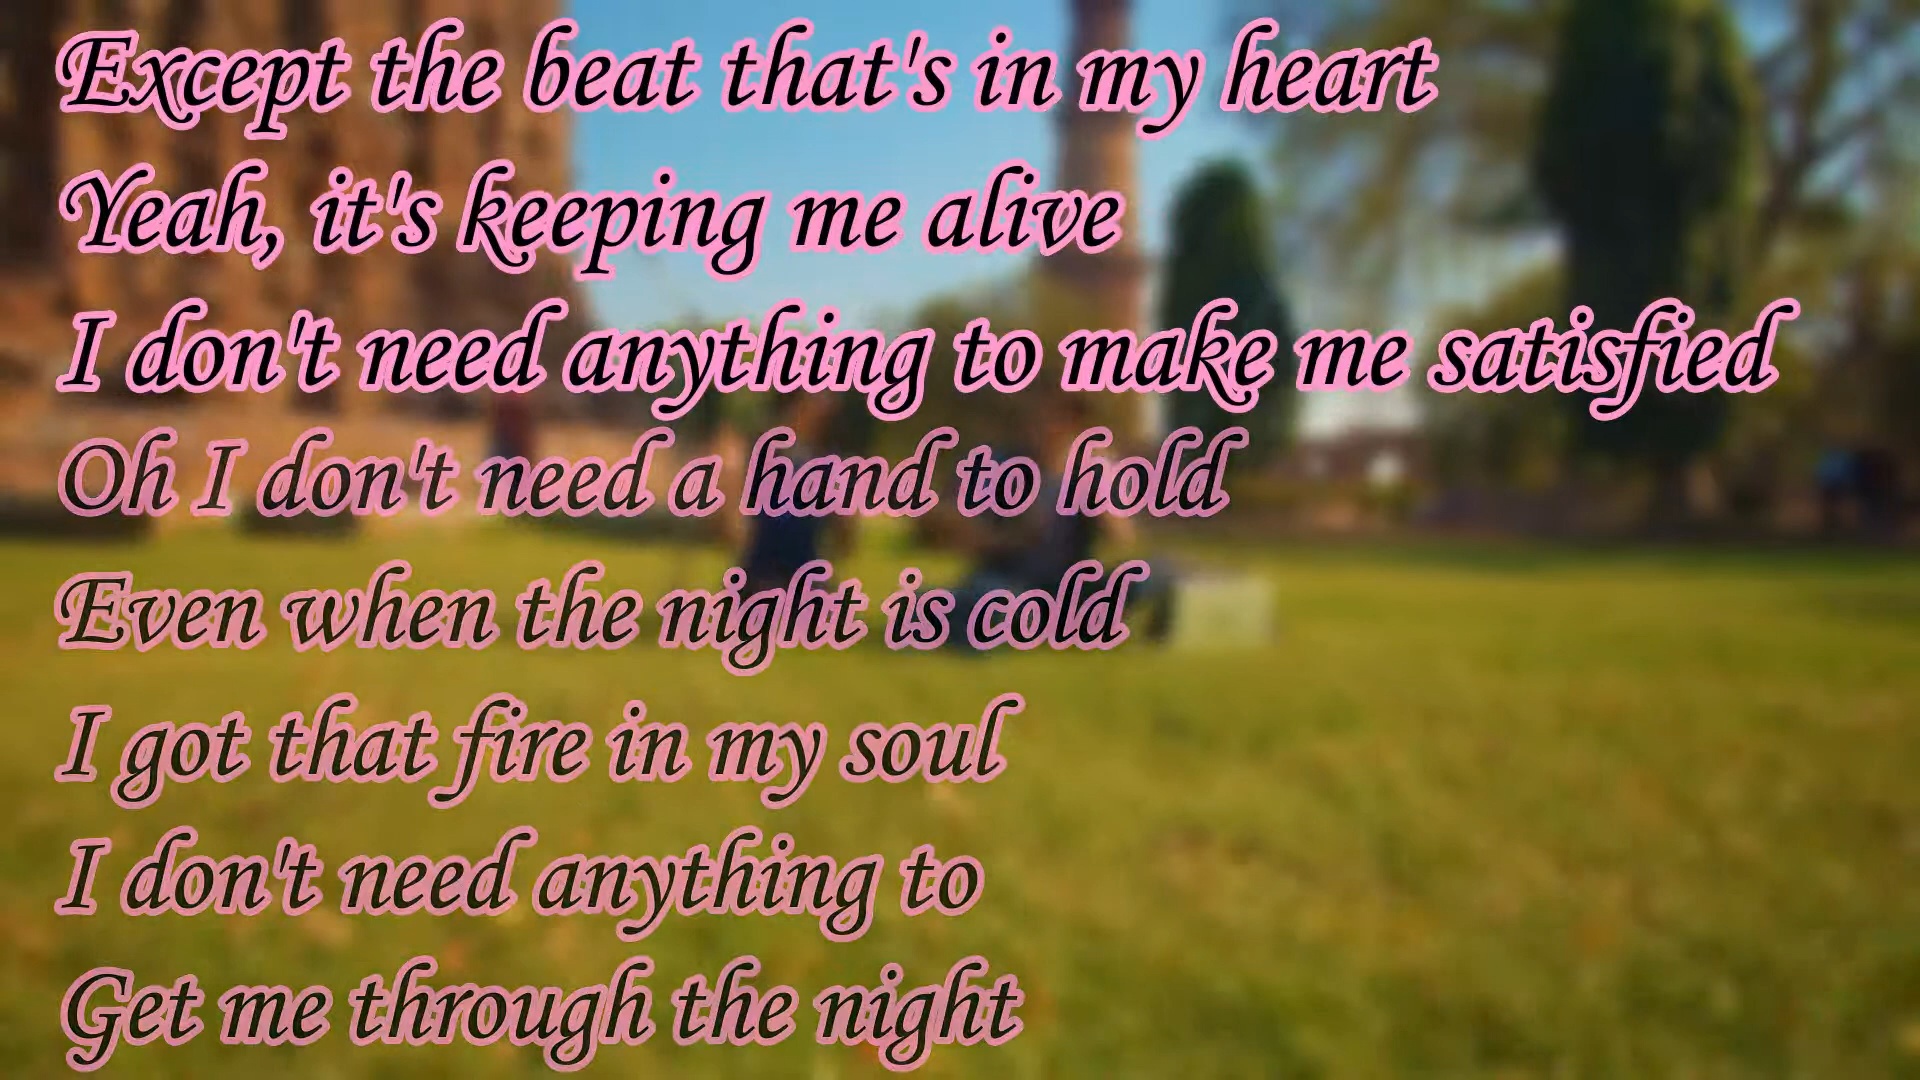 Except the beat that's in my heart
Yeah, it's keeping me alive
I don't need anything to make me satisfied
Oh I don't need a hand to hold
Even when the night is cold
I got that fire in my soul
I don't need anything to
Get me through the night